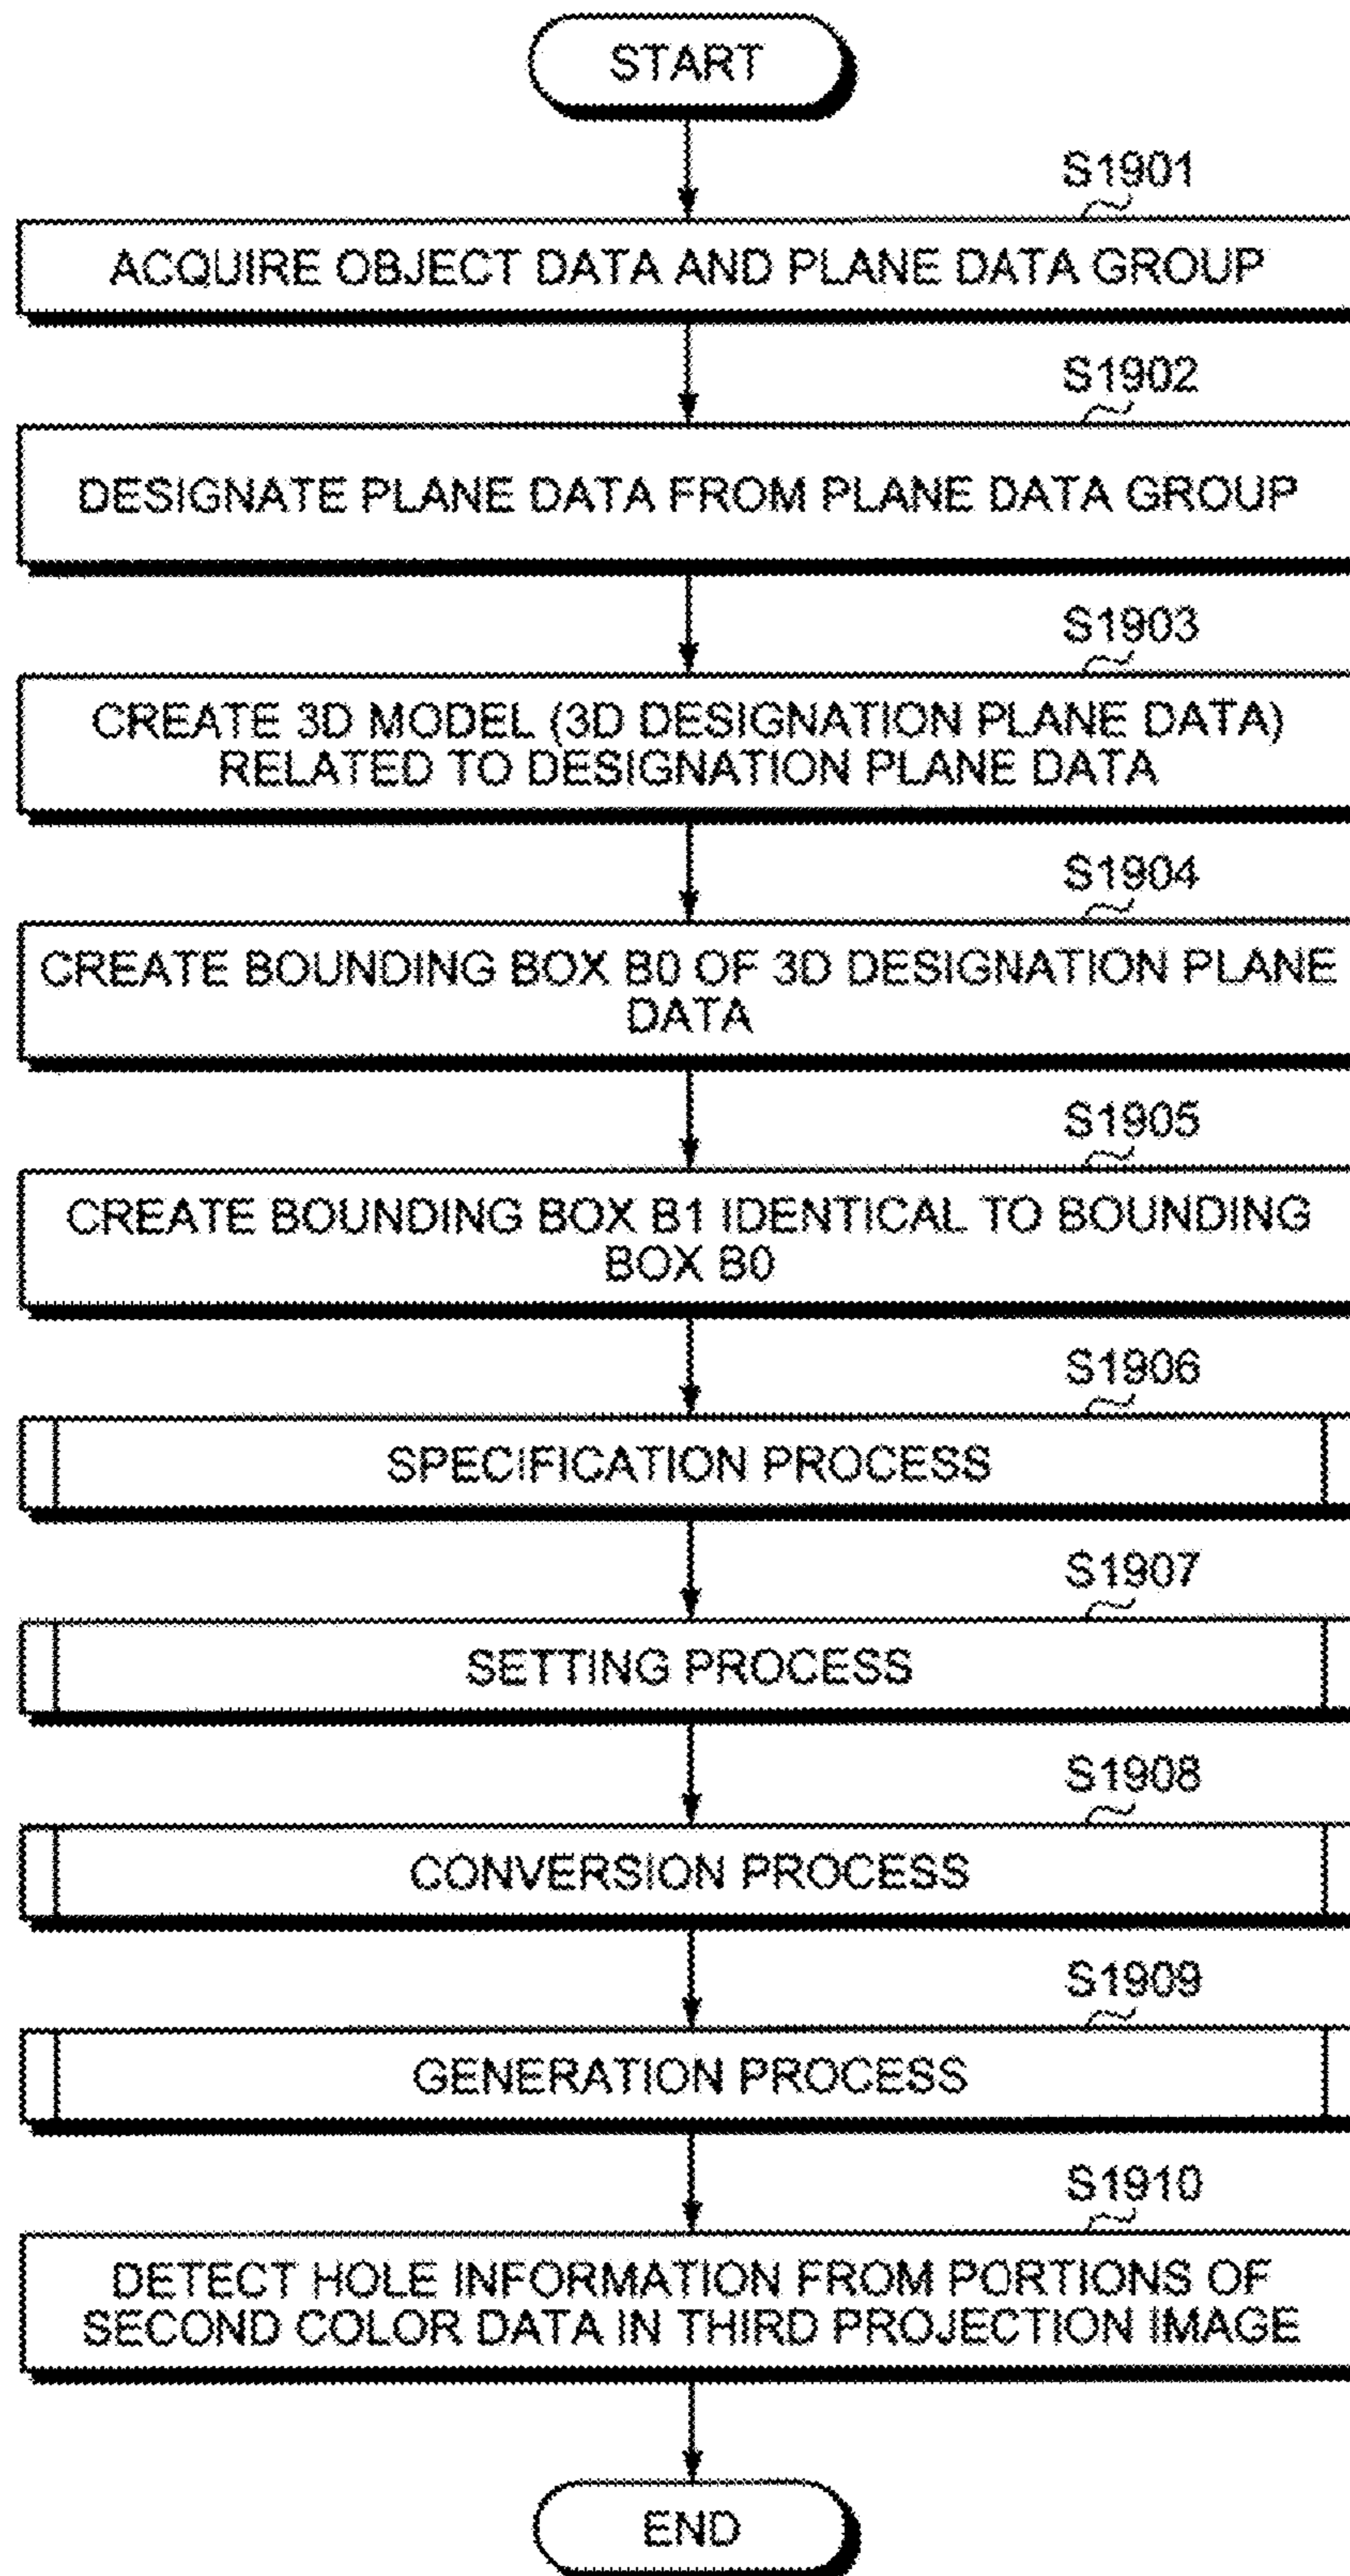 START
S1901
ACQUIRE OBJECT DATA AND PLANE DATA GROUP
S1902
DESIGNATE PLANE DATA FROM PLANE DATA GROUP
S1903
CREATE 3D MODEL (3D DESIGNATION PLANE DATA)
RELATED TO DESIGNATION PLANE DATA
S1904
CREATE BOUNDING BOX B0 OF 3D DESIGNATION PLANE
DATA
S1905
CREATE BOUNDING BOX B1 IDENTICAL TO BOUNDING
BOX B0
S1906
SPECIFICATION PROCESS
S1907
SETTING PROCESS
S1908
CONVERSION PROCESS
S1909
GENERATION PROCESS
S1910
DETECT HOLE INFORMATION FROM PORTIONS OF
SECOND COLOR DATA IN THIRD PROJECTION IMAGE
END